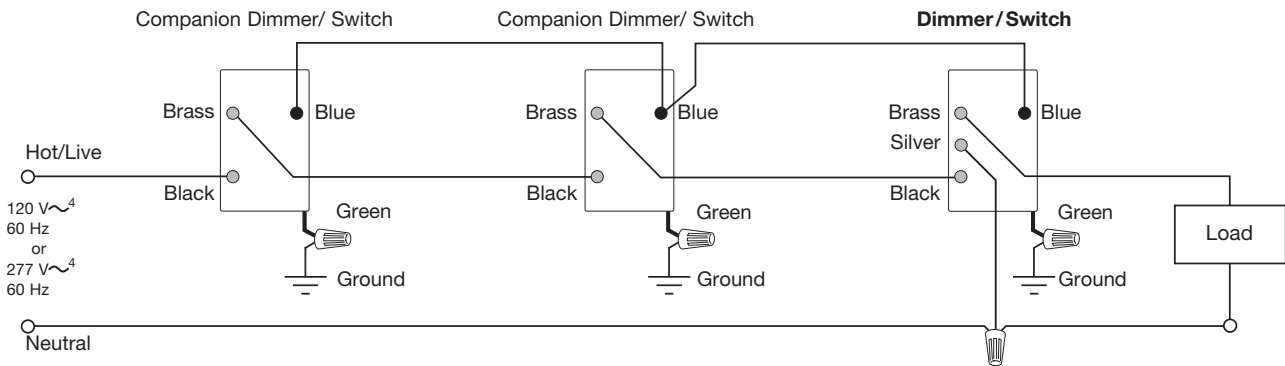 Companion Dimmer/ Switch
Companion Dimmer/ Switch
Dimmer/Switch
Brass
Blue
Brass
Blue
Brass
Blue
Silver
Hot/Live
Black
Black
Black
120 V~4
60 Hz
or
277 V~4
60 Hz
Green
Green
Green
Load
Ground
Ground
Ground
Neutral